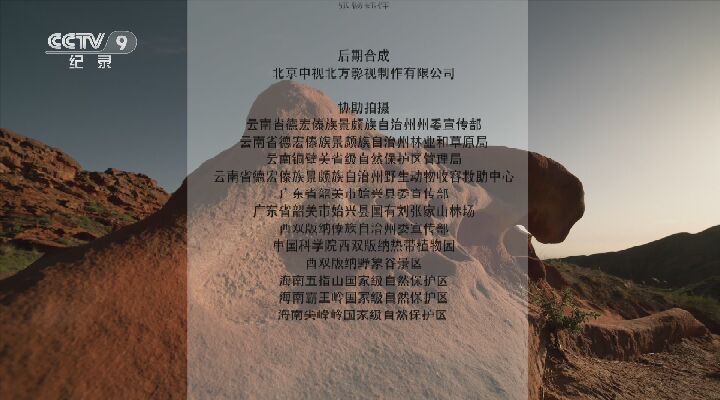 CCTV 9
纪录
后期合成
北京中视北方影视制作有限公司
协助拍摄
云南省德宏傣族景颇族自治州州委宣传部
云南省德宏傣族景颇族自治州林业和草原局
云南铜壁关省级自然保护区管理局
云南省德宏傣族景颇族自治州野生动物收容救助中心
广东省韶关市始兴县委宣传部
广东省韶关市始兴县国有刘张家山林场
西双版纳傣族自治州委宣传部
中国科学院西双版纳热带植物园
西双版纳野象谷景区
海南五指山国家级自然保护区
海南霸王岭国家级自然保护区
海南尖峰岭国家级自然保护区